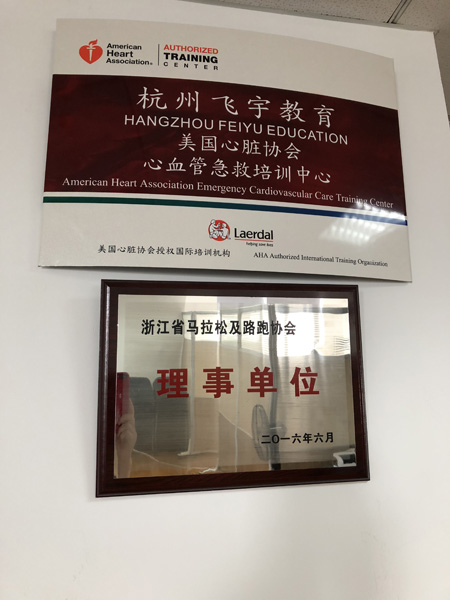 American
Heart
Association®
AUTHORIZED
TRAINING
CENTER
杭州飞宇教育
HANGZHOU FEIYU EDUCATION
美国心脏协会
心血管急救培训中心
American Heart Association Emergency Cardiovascular Care Training Center
Laerdal
helping save lives
美国心脏协会授权国际培训机构
AHA Authorized International Training Organization
浙江省马拉松及路跑协会
理事单位
二〇一六年六月